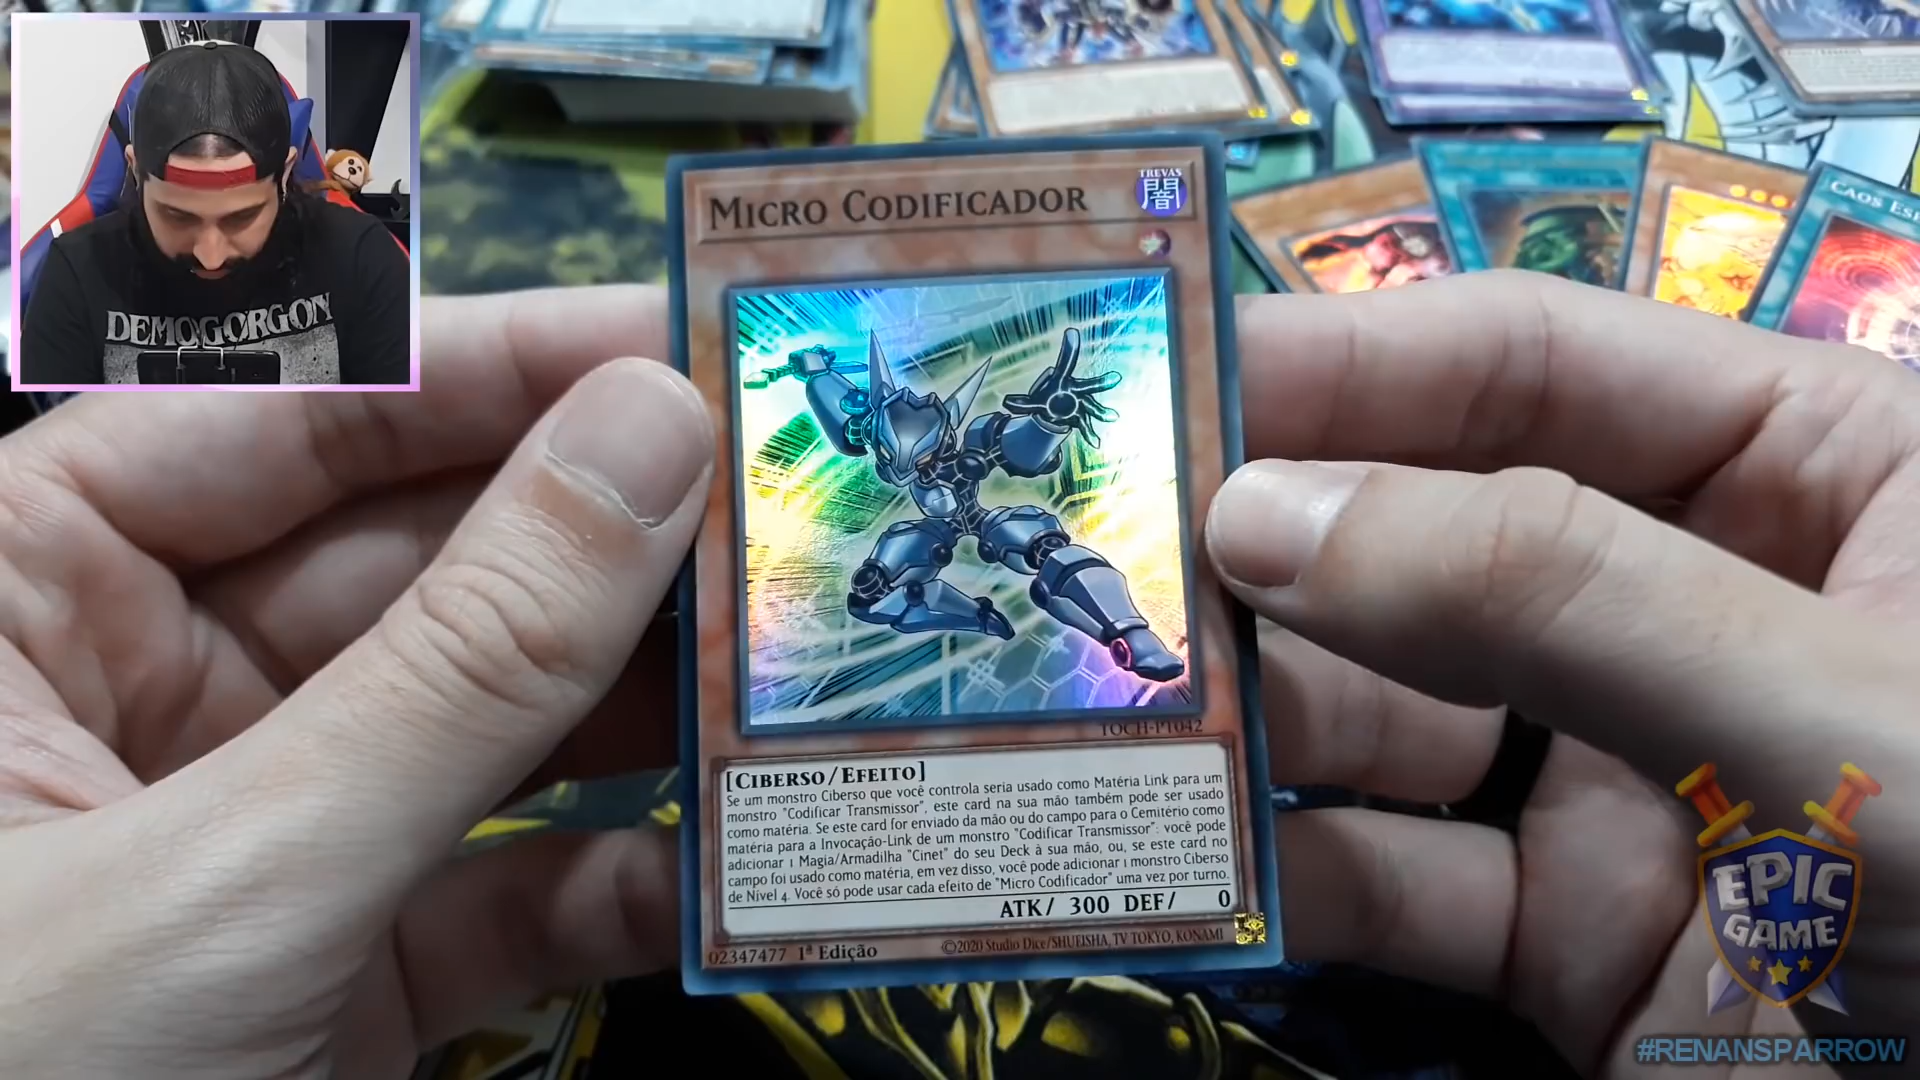 DEMOGORGON
MICRO CODIFICADOR
TREVAS
闇
CAOS
TOCH-PT042
[CIBERSO/EFEITO]
Se um monstro Ciberso que você controla seria usado como Matéria Link para um
monstro "Codificar Transmissor", este card na sua mão também pode ser usado
como matéria. Se este card for enviado da mão ou do campo para o Cemitério como
matéria para a Invocação-Link de um monstro "Codificar Transmissor": você pode
adicionar 1 Magia/Armadilha "Cinet" do seu Deck à sua mão, ou, se este card no
campo foi usado como matéria, em vez disso, você pode adicionar 1 monstro Ciberso
de Nível 4. Você só pode usar cada efeito de "Micro Codificador" uma vez por turno.
ATK/ 300 DEF/ 0
02347477 1ª Edição
©2020 Studio Dice/SHUEISHA, TV TOKYO, KONAMI
EPIC
GAME
#RENANSPARROW